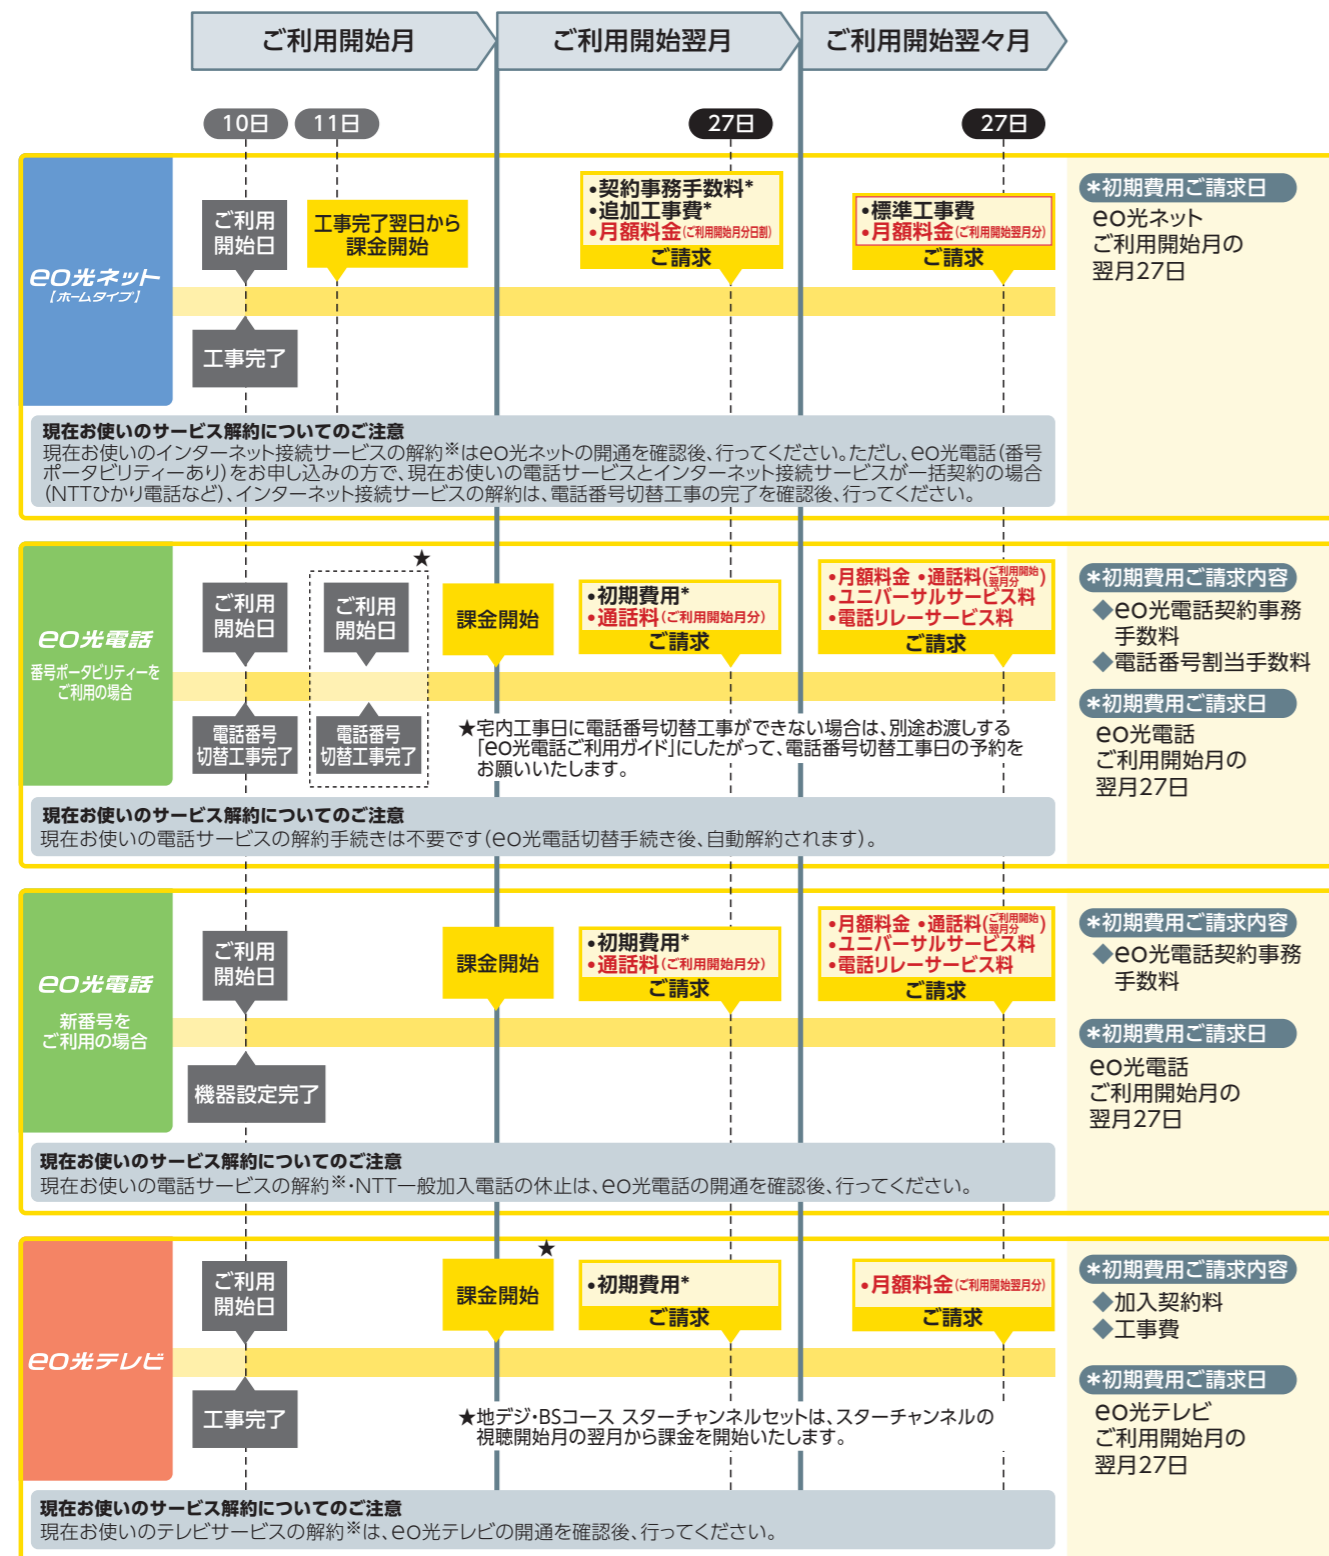 ご利用開始月
ご利用開始翌月
ご利用開始翌々月
10日
11日
27日
27日
eo光ネット
【ホームタイプ】
ご利用
開始日
工事完了翌日から
課金開始
•契約事務手数料*
•追加工事費*
•月額料金(ご利用開始月分日割)
ご請求
•標準工事費
•月額料金(ご利用開始翌月分)
ご請求
工事完了
*初期費用ご請求日
eo光ネット
ご利用開始月の
翌月27日
現在お使いのサービス解約についてのご注意
現在お使いのインターネット接続サービスの解約※はeo光ネットの開通を確認後、行ってください。ただし、eo光電話(番号
ポータビリティーあり)をお申し込みの方で、現在お使いの電話サービスとインターネット接続サービスが一括契約の場合
(NTTひかり電話など)、インターネット接続サービスの解約は、電話番号切替工事の完了を確認後、行ってください。
eo光電話
番号ポータビリティーを
ご利用の場合
ご利用
開始日
★
ご利用
開始日
課金開始
•初期費用*
•通話料(ご利用開始月分)
ご請求
•月額料金 •通話料(ご利用開始翌月分)
•ユニバーサルサービス料
•電話リレーサービス料
ご請求
電話番号
切替工事完了
電話番号
切替工事完了
★宅内工事日に電話番号切替工事ができない場合は、別途お渡しする
「eo光電話ご利用ガイド」にしたがって、電話番号切替工事日の予約を
お願いいたします。
*初期費用ご請求内容
◆eo光電話契約事務
手数料
◆電話番号割当手数料
*初期費用ご請求日
eo光電話
ご利用開始月の
翌月27日
現在お使いのサービス解約についてのご注意
現在お使いの電話サービスの解約手続きは不要です(eo光電話切替手続き後、自動解約されます)。
eo光電話
新番号を
ご利用の場合
ご利用
開始日
課金開始
•初期費用*
•通話料(ご利用開始月分)
ご請求
•月額料金 •通話料(ご利用開始翌月分)
•ユニバーサルサービス料
•電話リレーサービス料
ご請求
機器設定完了
*初期費用ご請求内容
◆eo光電話契約事務
手数料
*初期費用ご請求日
eo光電話
ご利用開始月の
翌月27日
現在お使いのサービス解約についてのご注意
現在お使いの電話サービスの解約※・NTT一般加入電話の休止は、eo光電話の開通を確認後、行ってください。
eo光テレビ
ご利用
開始日
課金開始
★
•初期費用*
ご請求
•月額料金(ご利用開始翌月分)
ご請求
工事完了
★地デジ・BSコース スターチャンネルセットは、スターチャンネルの
視聴開始月の翌月から課金を開始いたします。
*初期費用ご請求内容
◆加入契約料
◆工事費
*初期費用ご請求日
eo光テレビ
ご利用開始月の
翌月27日
現在お使いのサービス解約についてのご注意
現在お使いのテレビサービスの解約※は、eo光テレビの開通を確認後、行ってください。